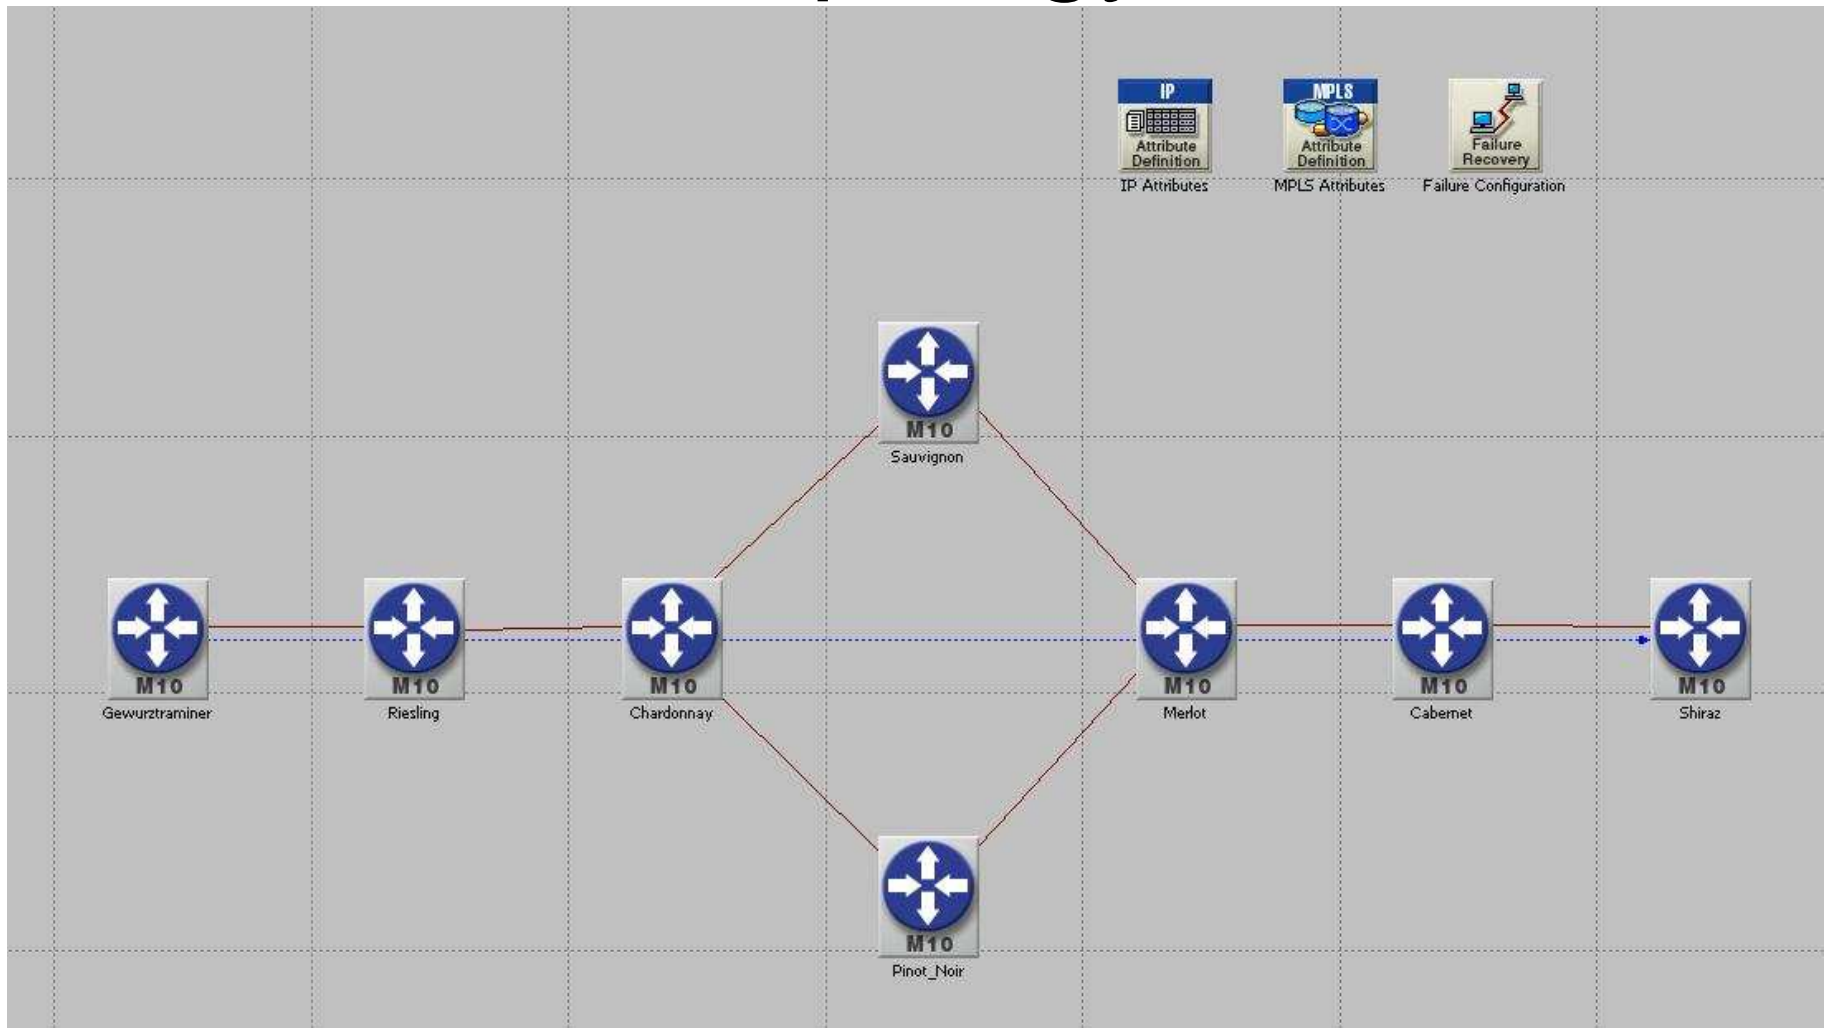 IP
Attribute
Definition
IP Attributes
MPLS
Attribute
Definition
MPLS Attributes
Failure
Recovery
Failure Configuration
M10
Sauvignon
M10
Gewurztraminer
M10
Riesling
M10
Chardonnay
M10
Merlot
M10
Cabernet
M10
Shiraz
M10
Pinot_Noir